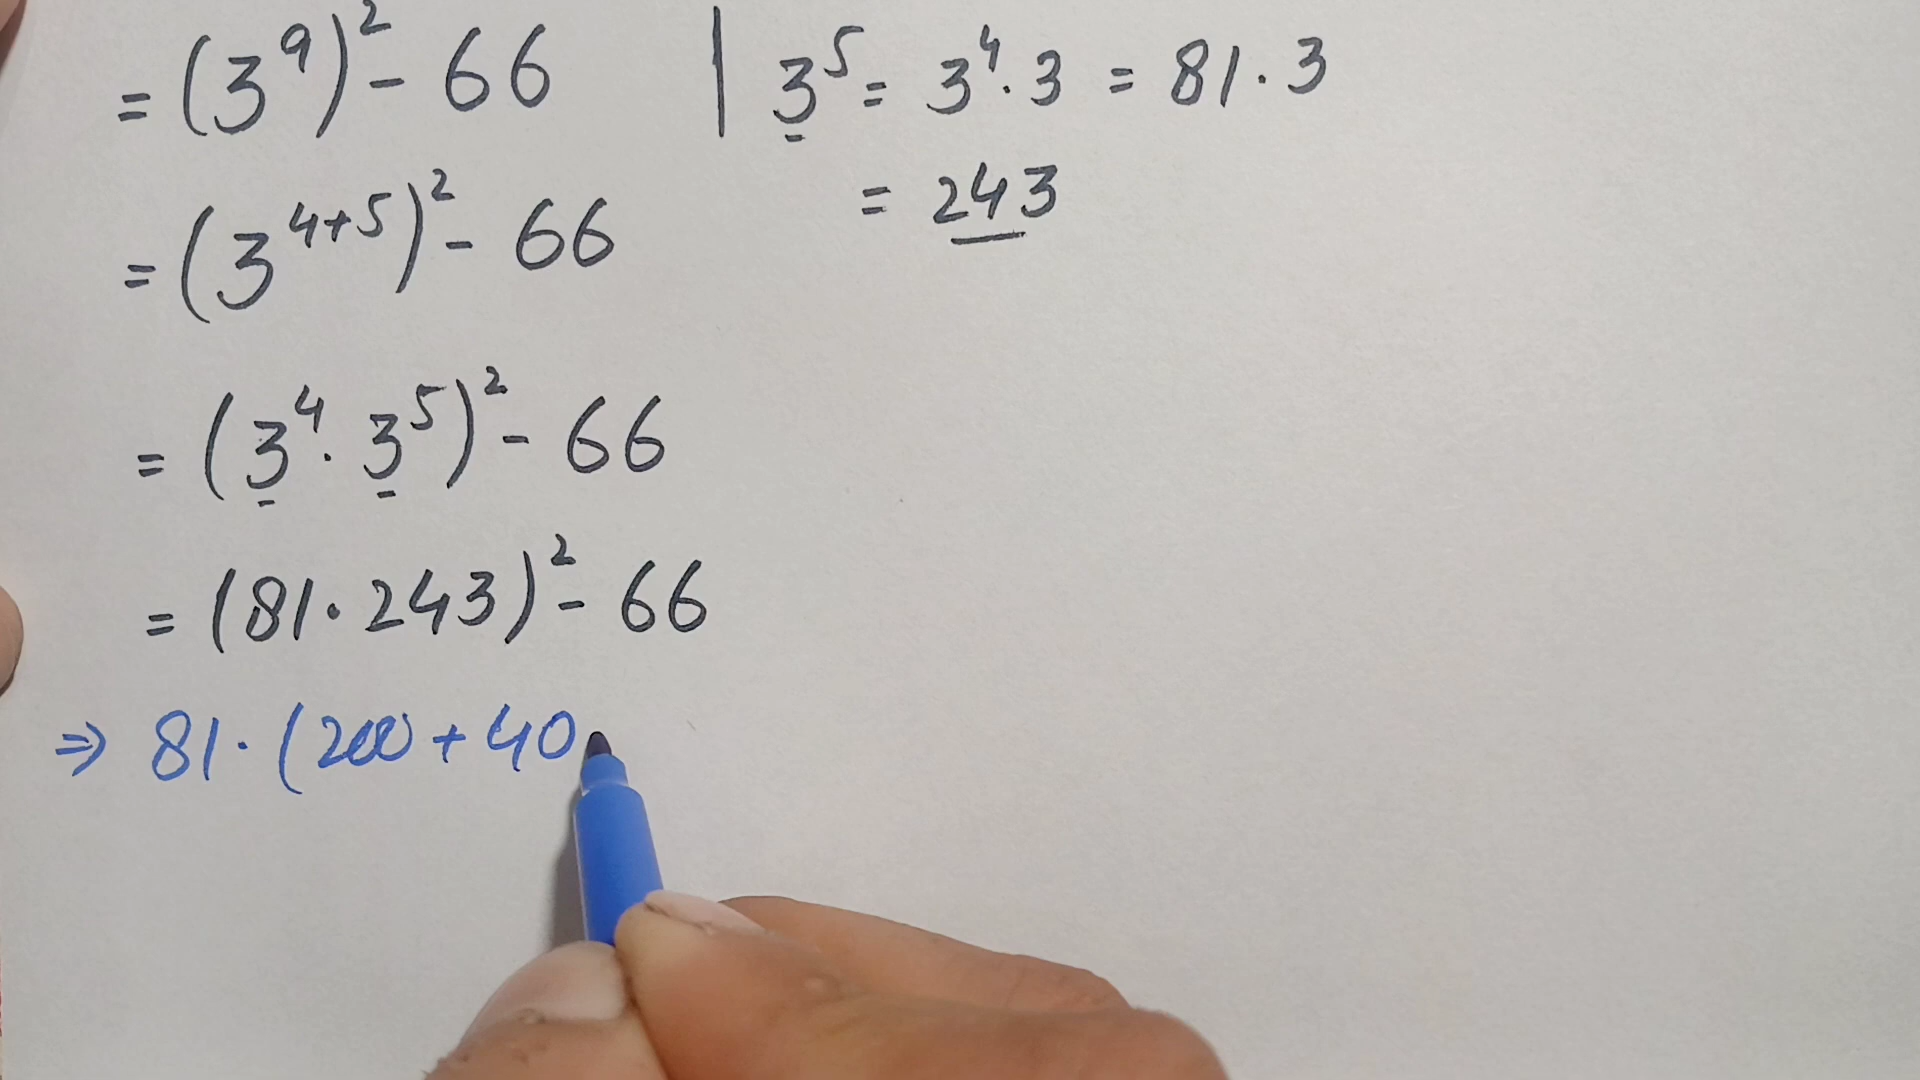 = (3⁹)² - 66
= (3⁴⁺⁵)² - 66
= (3⁴ . 3⁵)² - 66
= (81 . 243)² - 66
⇒ 81 . (200 + 40
| 3⁵ = 3⁴ . 3 = 81 . 3
= 243